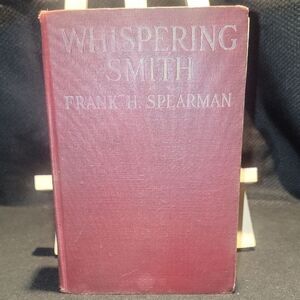 WHISPERING
SMITH
FRANK H. SPEARMAN